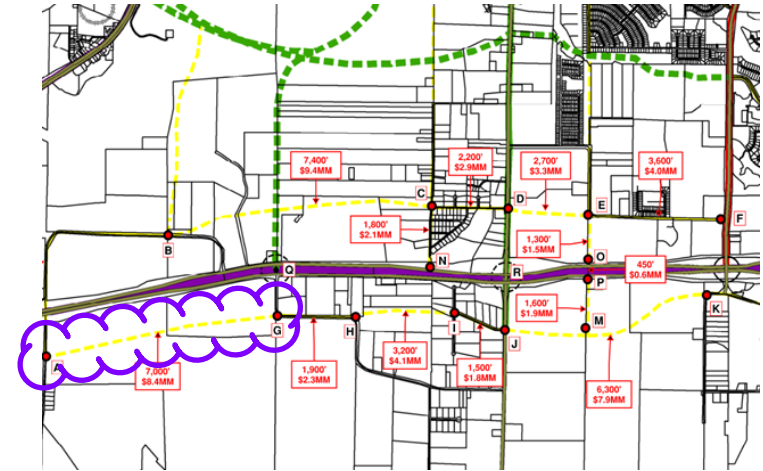 7,400'
$9.4MM
2,200'
$2.9MM
2,700'
$3.3MM
3,600'
$4.0MM
C
D
E
F
1,800'
$2.1MM
B
1,300'
$1.5MM
N
O
Q
R
450'
$0.6MM
P
1,600'
$1.9MM
K
G
H
I
J
M
A
7,000'
$8.4MM
1,900'
$2.3MM
3,200'
$4.1MM
1,500'
$1.8MM
6,300'
$7.9MM